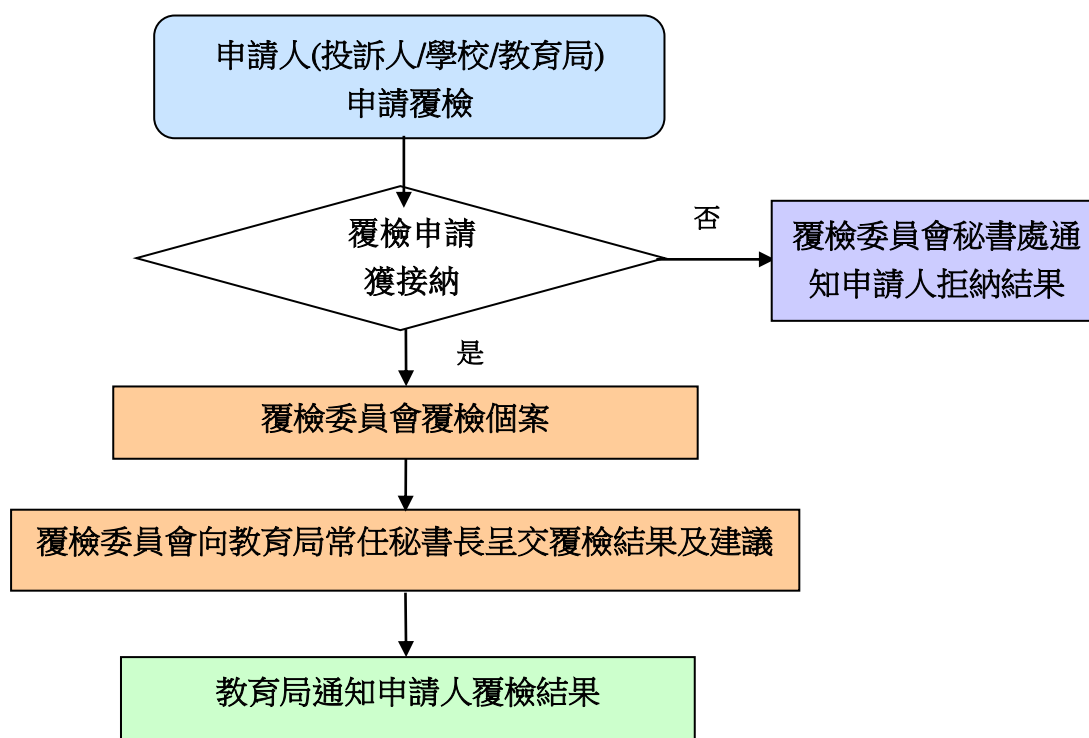 申請人(投訴人/學校/教育局)
申請覆檢
覆檢申請
獲接納
否
覆檢委員會秘書處通
知申請人拒納結果
是
覆檢委員會覆檢個案
覆檢委員會向教育局常任秘書長呈交覆檢結果及建議
教育局通知申請人覆檢結果